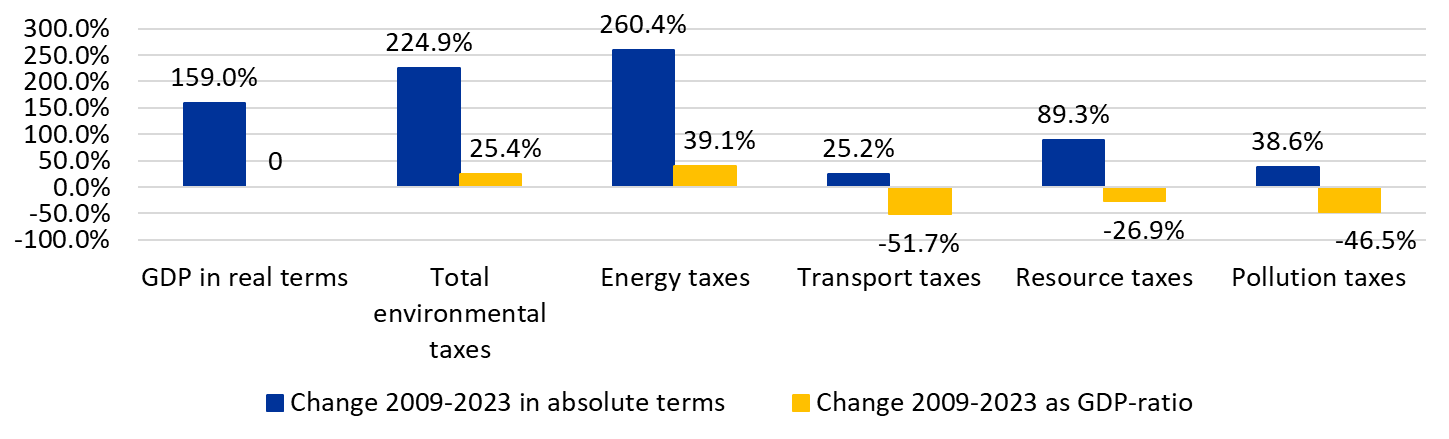 300.0%
250.0%
200.0%
150.0%
100.0%
50.0%
0.0%
-50.0%
-100.0%
159.0%
0
224.9%
25.4%
260.4%
39.1%
25.2%
-51.7%
89.3%
-26.9%
38.6%
-46.5%
GDP in real terms
Total
environmental
taxes
Energy taxes
Transport taxes
Resource taxes
Pollution taxes
Change 2009-2023 in absolute terms
Change 2009-2023 as GDP-ratio